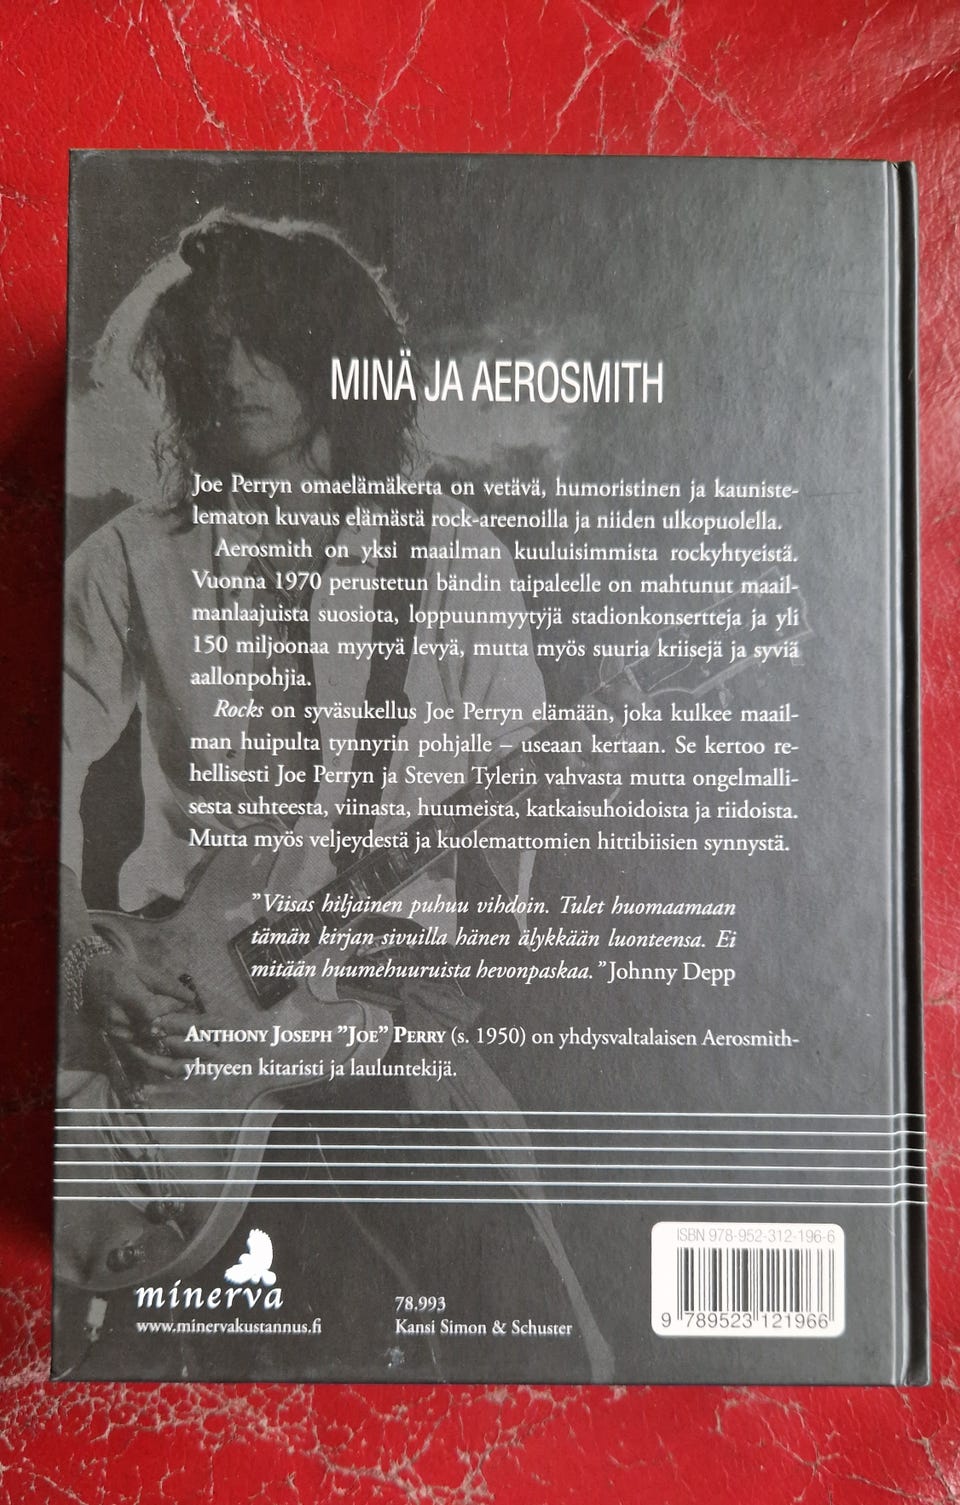 MINÄ JA AEROSMITH
Joe Perryn omaelämäkerta on vetävä, humoristinen ja kauniste-
lematon kuvaus elämästä rock-areenoilla ja niiden ulkopuolella.
Aerosmith on yksi maailman kuuluisimmista rockyhtyeistä.
Vuonna 1970 perustetun bändin taipaleelle on mahtunut maail-
manlaajuista suosiota, loppuunmyytyjä stadionkonsertteja ja yli
150 miljoonaa myytyä levyä, mutta myös suuria kriisejä ja syviä
aallonpohjia.
Rocks on syväsukellus Joe Perryn elämään, joka kulkee maail-
man huipulta tynnyrin pohjalle – useaan kertaan. Se kertoo re-
hellisesti Joe Perryn ja Steven Tylerin vahvasta mutta ongelmalli-
sesta suhteesta, viinasta, huumeista, katkaisuhoidoista ja riidoista.
Mutta myös veljeydestä ja kuolemattomien hittibiisien synnystä.
”Viisas hiljainen puhuu vihdoin. Tulet huomaamaan
tämän kirjan sivuilla hänen älykkään luonteensa. Ei
mitään huumehuuruista hevonpaskaa.” Johnny Depp
ANTHONY JOSEPH ”JOE” PERRY (s. 1950) on yhdysvaltalaisen Aerosmith-
yhtyeen kitaristi ja lauluntekijä.
minerva
www.minervakustannus.fi
78.993
Kansi Simon & Schuster
ISBN 978-952-312-196-6
9 789523 121966